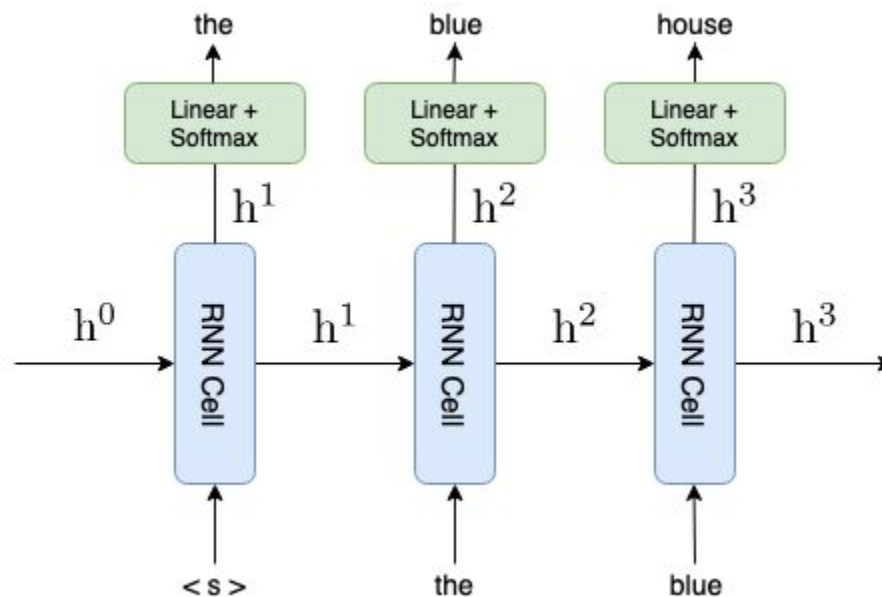 the blue house
Linear + Linear + Linear +
Softmax Softmax Softmax
h¹ h² h³
h⁰ h¹ h² h³
RNN Cell RNN Cell RNN Cell
< s > the blue